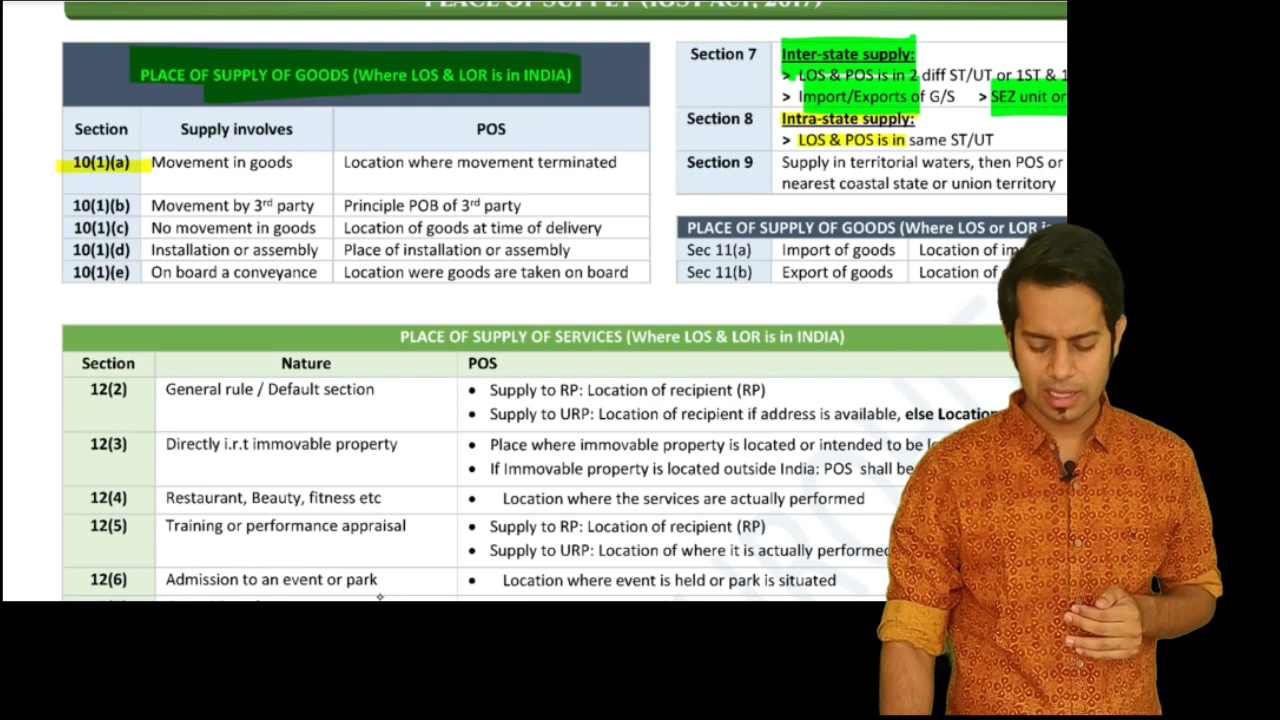 PLACE OF SUPPLY (IGST ACT, 2017)
PLACE OF SUPPLY OF GOODS (Where LOS & LOR is in INDIA)
Section Supply involves POS
10(1)(a) Movement in goods Location where movement terminated
10(1)(b) Movement by 3rd party Principle POB of 3rd party
10(1)(c) No movement in goods Location of goods at time of delivery
10(1)(d) Installation or assembly Place of installation or assembly
10(1)(e) On board a conveyance Location were goods are taken on board
Section 7 Inter-state supply:
> LOS & POS is in 2 diff ST/UT or 1ST & 1
> Import/Exports of G/S > SEZ unit or
Section 8 Intra-state supply:
> LOS & POS is in same ST/UT
Section 9 Supply in territorial waters, then POS or
nearest coastal state or union territory
PLACE OF SUPPLY OF GOODS (Where LOS or LOR is
Sec 11(a) Import of goods Location of
Sec 11(b) Export of goods Location of
PLACE OF SUPPLY OF SERVICES (Where LOS & LOR is in INDIA)
Section Nature POS
12(2) General rule / Default section • Supply to RP: Location of recipient (RP)
• Supply to URP: Location of recipient if address is available, else
12(3) Directly i.r.t immovable property • Place where immovable property is located or intended to be
• If Immovable property is located outside India: POS shall be
12(4) Restaurant, Beauty, fitness etc • Location where the services are actually performed
12(5) Training or performance appraisal • Supply to RP: Location of recipient (RP)
• Supply to URP: Location of where it is actually performed
12(6) Admission to an event or park • Location where event is held or park is situated